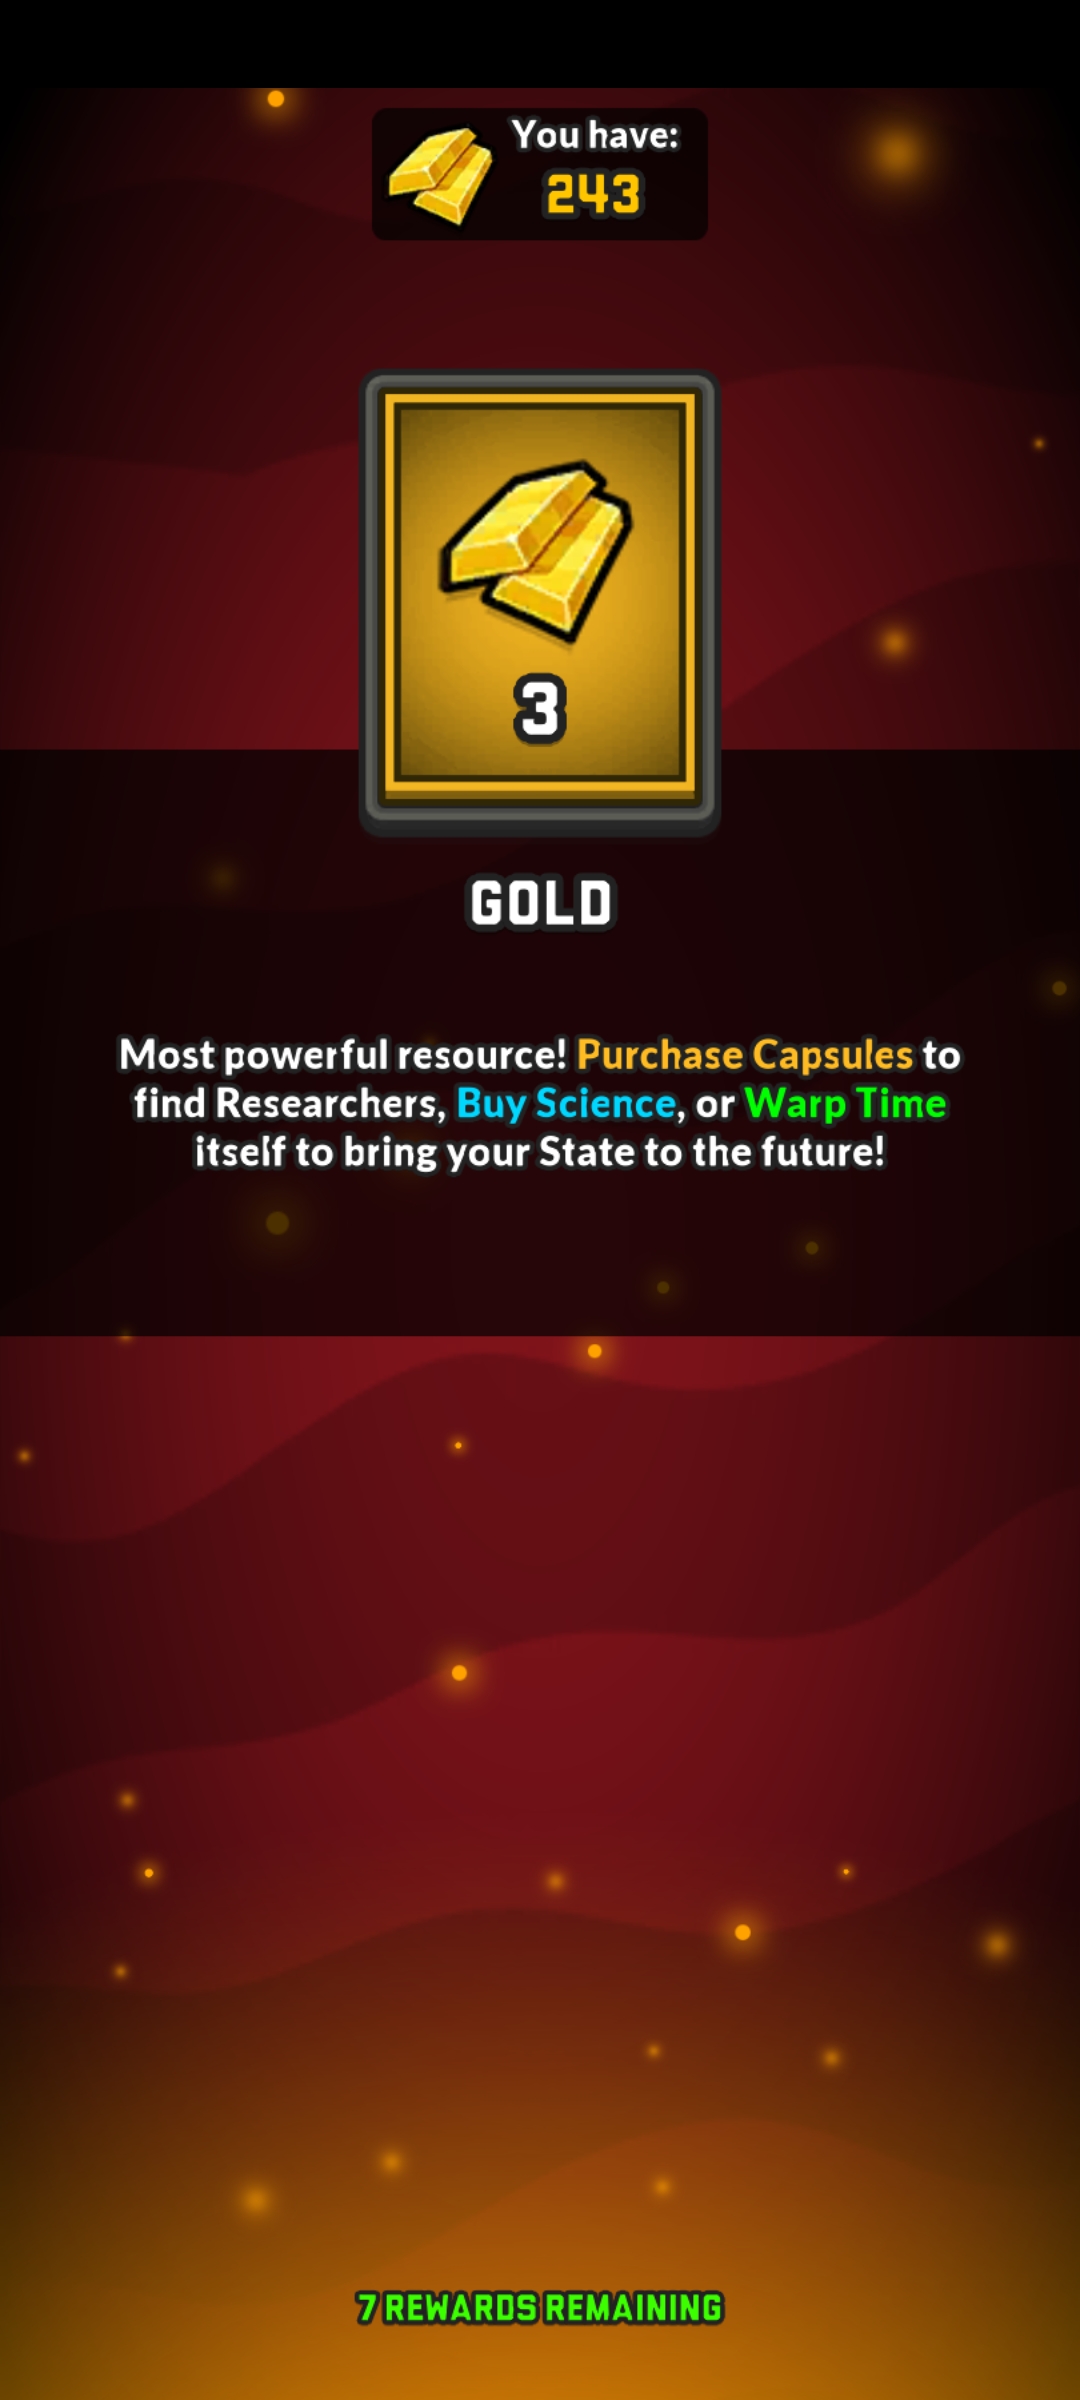 You have:
243
3
GOLD
Most powerful resource! Purchase Capsules to
find Researchers, Buy Science, or Warp Time
itself to bring your State to the future!
7 REWARDS REMAINING